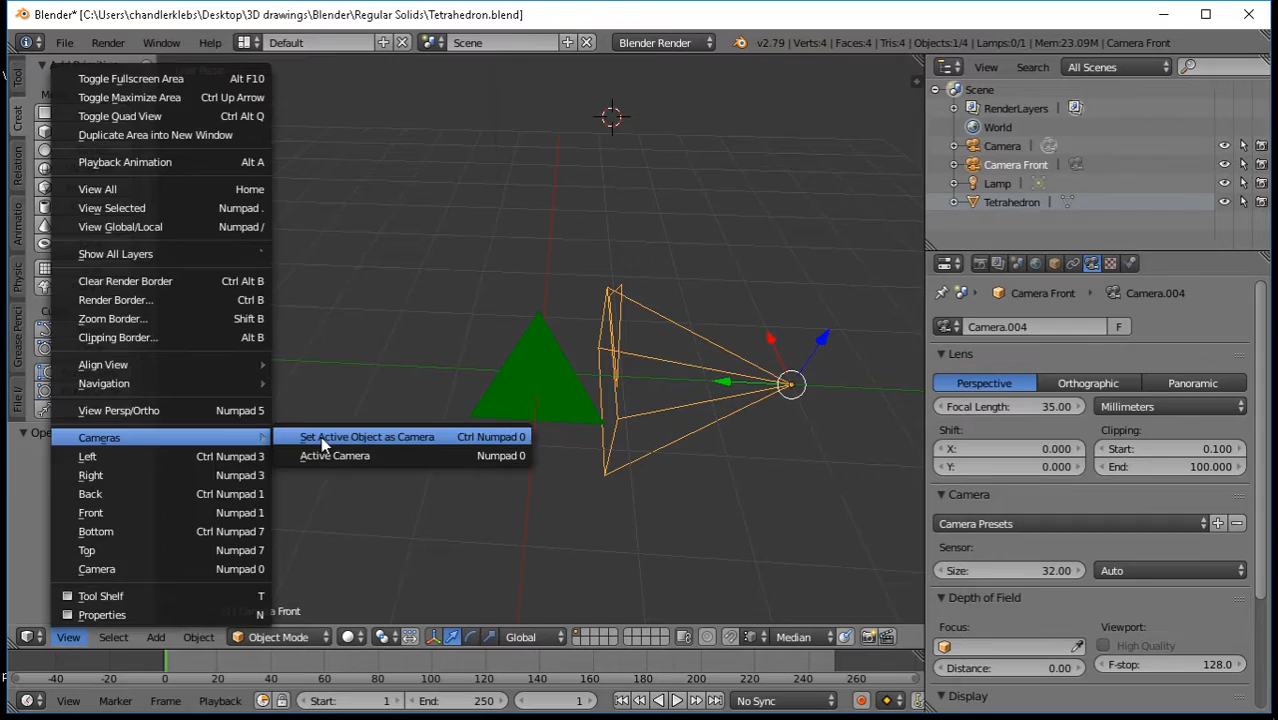 Blender* [C:\Users\chandlerklebs\Desktop\3D drawings\Blender\Regular Solids\Tetrahedron.blend]
File Render Window Help Default Scene Blender Render v2.79 | Verts:4 | Faces:4 | Tris:4 | Objects:1/4 | Lamps:0/1 | Mem:23.09M | Camera Front
View Search All Scenes
Tool
Creat
Relation
Animatio
Physic
Grease Penci
Toggle Fullscreen Area Alt F10
Toggle Maximize Area Ctrl Up Arrow
Toggle Quad View Ctrl Alt Q
Duplicate Area into New Window
Playback Animation Alt A
View All Home
View Selected Numpad .
View Global/Local Numpad /
Show All Layers `
Clear Render Border Ctrl Alt B
Render Border... Ctrl B
Zoom Border... Shift B
Clipping Border... Alt B
Align View
Navigation
View Persp/Ortho Numpad 5
Cameras
Left Ctrl Numpad 3
Right Numpad 3
Back Ctrl Numpad 1
Front Numpad 1
Bottom Ctrl Numpad 7
Top Numpad 7
Camera Numpad 0
Tool Shelf T
Properties N
Set Active Object as Camera Ctrl Numpad 0
Active Camera Numpad 0
Scene
RenderLayers
World
Camera
Camera Front
Lamp
Tetrahedron
Camera Front Camera.004
Camera.004 F
Lens
Perspective Orthographic Panoramic
Focal Length: 35.00 Millimeters
Shift: Clipping:
X: 0.000 Start: 0.100
Y: 0.000 End: 100.000
Camera
Camera Presets
Sensor:
Size: 32.00 Auto
Depth of Field
Focus: Viewport:
High Quality
Distance: 0.00 F-stop: 128.0
Display
View Select Add Object Object Mode Global Median
-40 -20 0 20 40 60 80 100 120 140 160 180 200 220 240 260
View Marker Frame Playback Start: 1 End: 250 1 No Sync